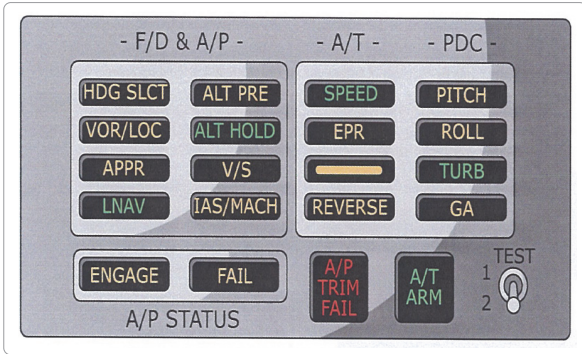 - F/D & A/P -
- A/T -
- PDC -
HDG SLCT
ALT PRE
SPEED
PITCH
VOR/LOC
ALT HOLD
EPR
ROLL
APPR
V/S
TURB
LNAV
IAS/MACH
REVERSE
GA
ENGAGE
FAIL
A/P STATUS
A/P
TRIM
FAIL
A/T
ARM
TEST
1
2